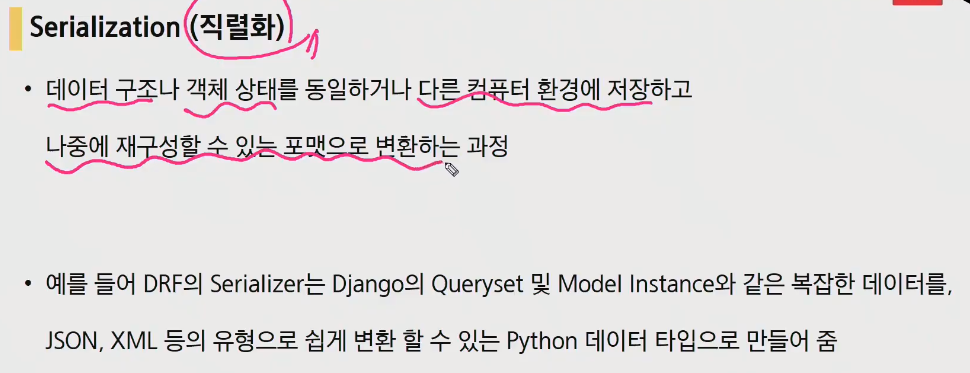 Serialization (직렬화)
• 데이터 구조나 객체 상태를 동일하거나 다른 컴퓨터 환경에 저장하고
나중에 재구성할 수 있는 포맷으로 변환하는 과정
• 예를 들어 DRF의 Serializer는 Django의 Queryset 및 Model Instance와 같은 복잡한 데이터를,
JSON, XML 등의 유형으로 쉽게 변환 할 수 있는 Python 데이터 타입으로 만들어 줌